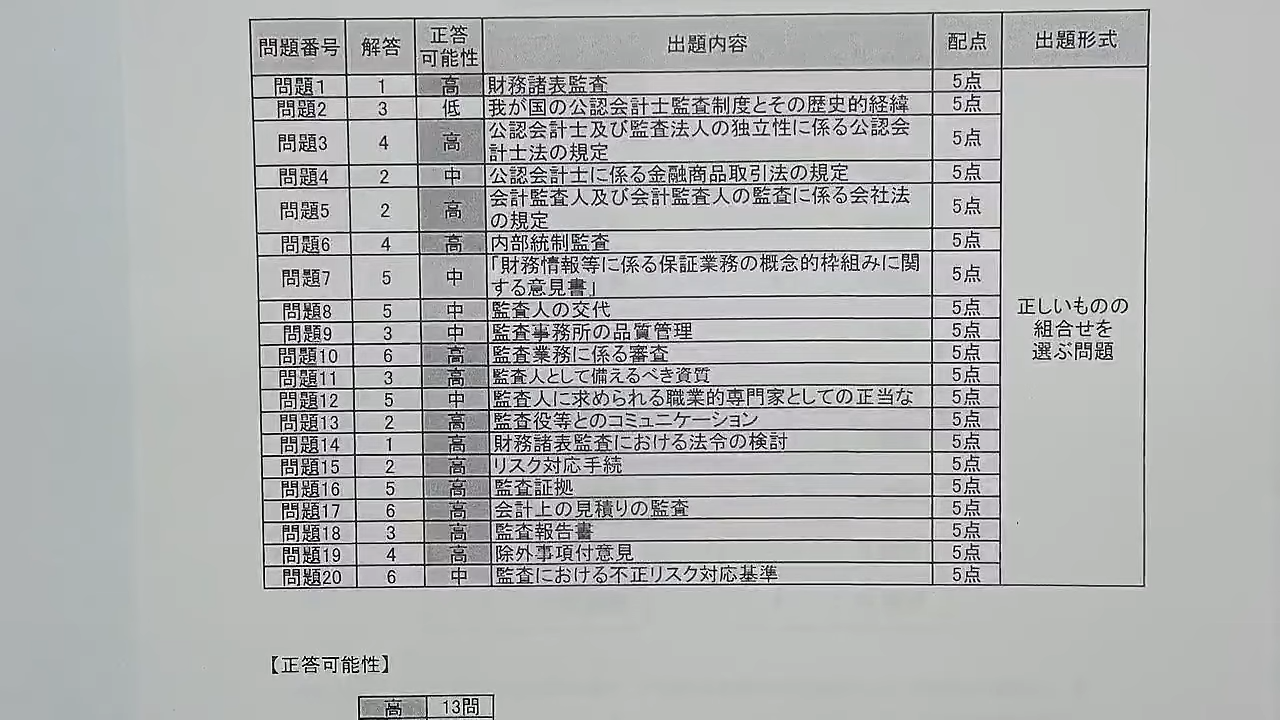 問題番号 解答 正答可能性 出題内容 配点 出題形式
問題1 1 高 財務諸表監査 5点
問題2 3 低 我が国の公認会計士監査制度とその歴史的経緯 5点
問題3 4 高 公認会計士及び監査法人の独立性に係る公認会計士法の規定 5点
問題4 2 中 公認会計士に係る金融商品取引法の規定 5点
問題5 2 高 会計監査人及び会計監査人の監査に係る会社法の規定 5点
問題6 4 高 内部統制監査 5点
問題7 5 中 「財務情報等に係る保証業務の概念的枠組みに関する意見書」 5点
問題8 5 中 監査人の交代 5点
問題9 3 中 監査事務所の品質管理 5点
問題10 6 高 監査業務に係る審査 5点
問題11 3 高 監査人として備えるべき資質 5点
問題12 5 中 監査人に求められる職業的専門家としての正当な 5点
問題13 2 高 監査役等とのコミュニケーション 5点
問題14 1 高 財務諸表監査における法令の検討 5点
問題15 2 高 リスク対応手続 5点
問題16 5 高 監査証拠 5点
問題17 6 高 会計上の見積りの監査 5点
問題18 3 高 監査報告書 5点
問題19 4 高 除外事項付意見 5点
問題20 6 中 監査における不正リスク対応基準 5点
正しいものの
組合せを
選ぶ問題
【正答可能性】
高 13問